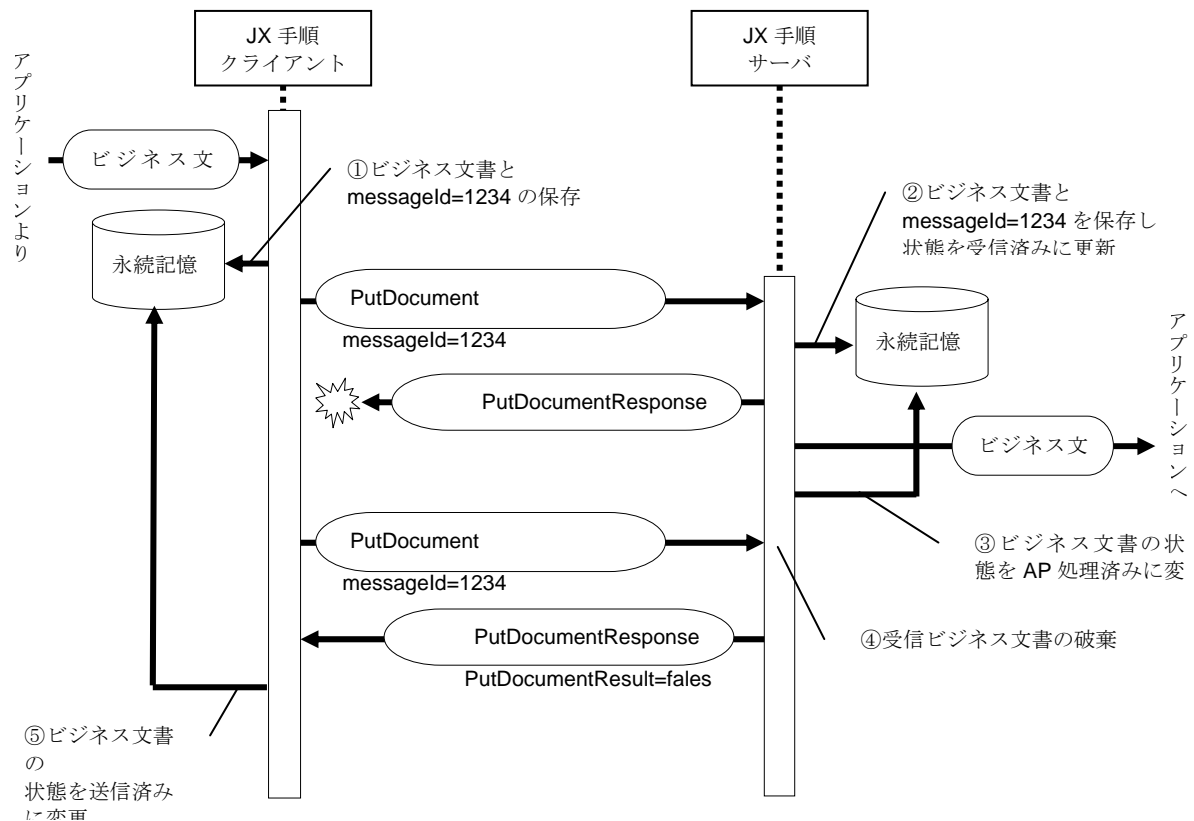 JX 手順
クライアント
JX 手順
サーバ
アプリケーションより
ビジネス文
①ビジネス文書と
messageId=1234 の保存
②ビジネス文書と
messageId=1234 を保存し
状態を受信済みに更新
永続記憶
PutDocument
messageId=1234
永続記憶
アプリケーションへ
PutDocumentResponse
ビジネス文
PutDocument
messageId=1234
③ビジネス文書の状
態を AP 処理済みに変
PutDocumentResponse
PutDocumentResult=fales
④受信ビジネス文書の破棄
⑤ビジネス文書
の
状態を送信済み
に変更